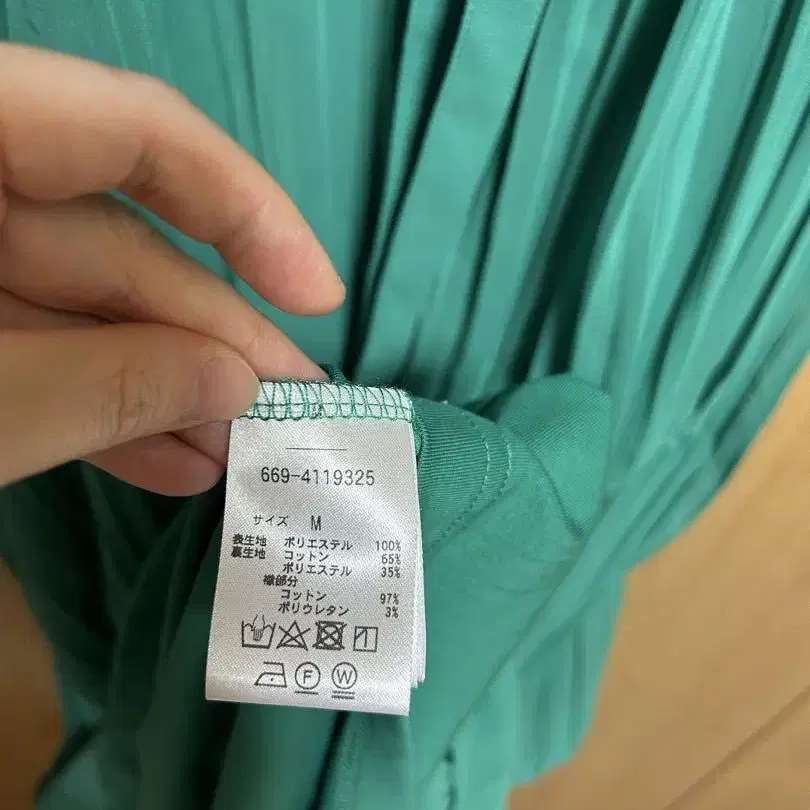 669-4119325
サイズ M
表生地 ポリエステル 100%
裏生地 コットン 65%
ポリエステル 35%
襟部分
コットン 97%
ポリウレタン 3%
F W